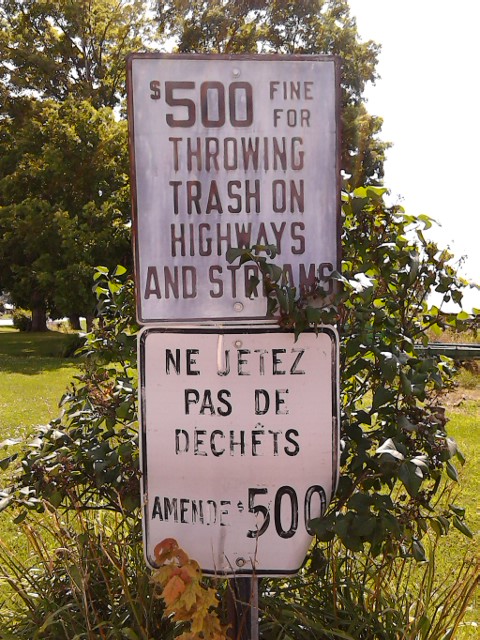 $500 FINE FOR
THROWING
TRASH ON
HIGHWAYS
AND STREAMS
NE JETEZ
PAS DE
DECHÊTS
AMENDE $500